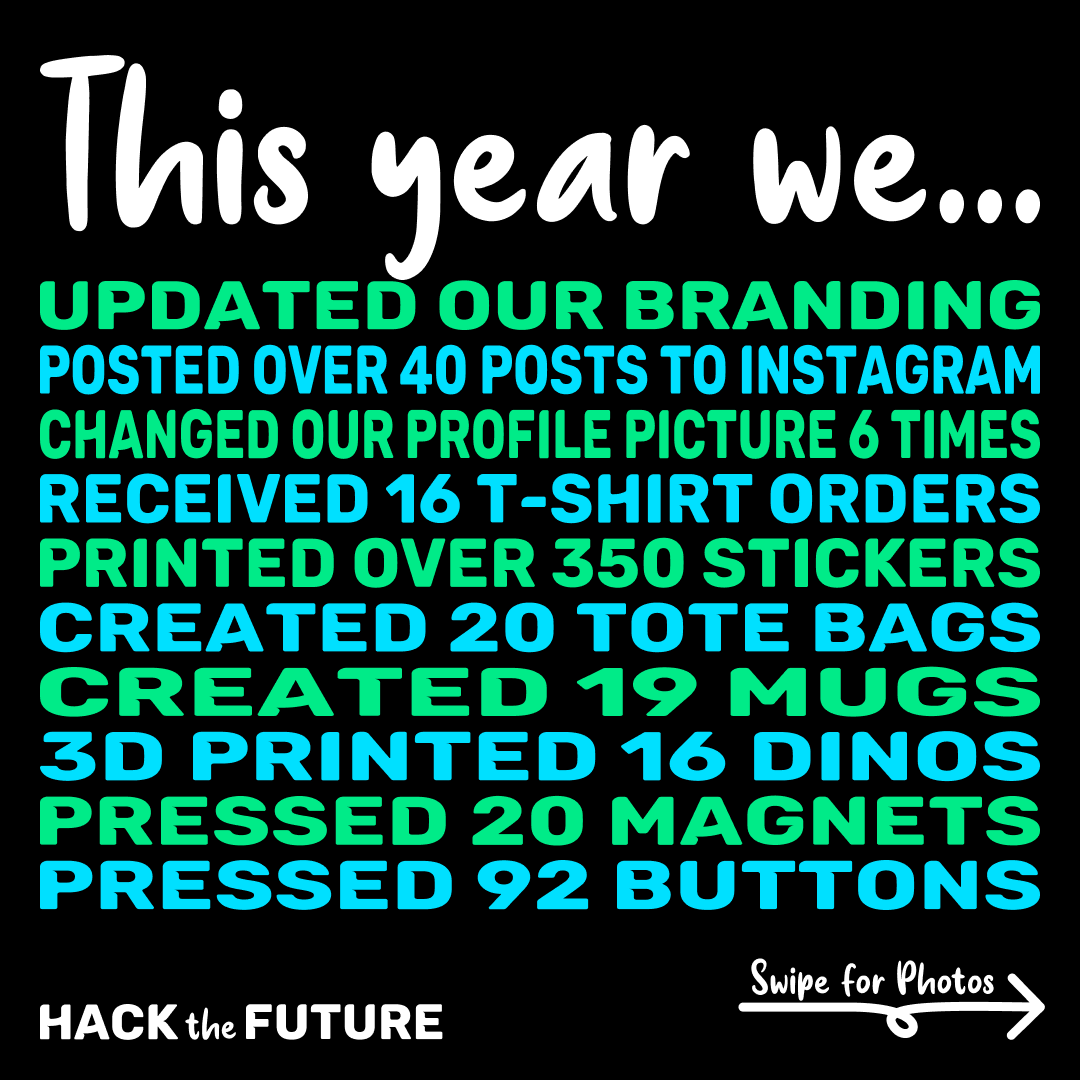 This year we...
UPDATED OUR BRANDING
POSTED OVER 40 POSTS TO INSTAGRAM
CHANGED OUR PROFILE PICTURE 6 TIMES
RECEIVED 16 T-SHIRT ORDERS
PRINTED OVER 350 STICKERS
CREATED 20 TOTE BAGS
CREATED 19 MUGS
3D PRINTED 16 DINOS
PRESSED 20 MAGNETS
PRESSED 92 BUTTONS
Swipe for Photos
HACK the FUTURE